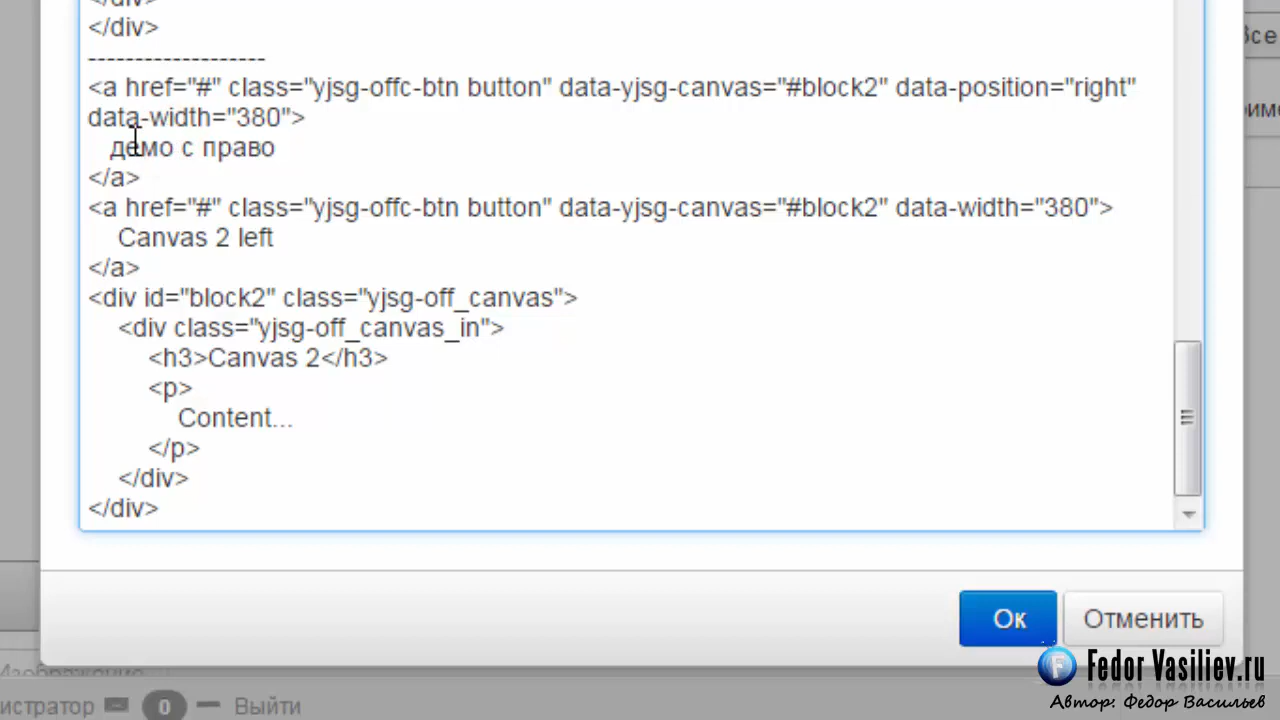 </div>
</div>
-------------------
<a href="#" class="yjsg-offc-btn button" data-yjsg-canvas="#block2" data-position="right"
data-width="380">
демо с право
</a>
<a href="#" class="yjsg-offc-btn button" data-yjsg-canvas="#block2" data-width="380">
Canvas 2 left
</a>
<div id="block2" class="yjsg-off_canvas">
<div class="yjsg-off_canvas_in">
<h3>Canvas 2</h3>
<p>
Content...
</p>
</div>
</div>
Все
Ок Отменить
Изображение
Fedor Vasiliev.ru
Автор: Федор Васильев
0 Выйти